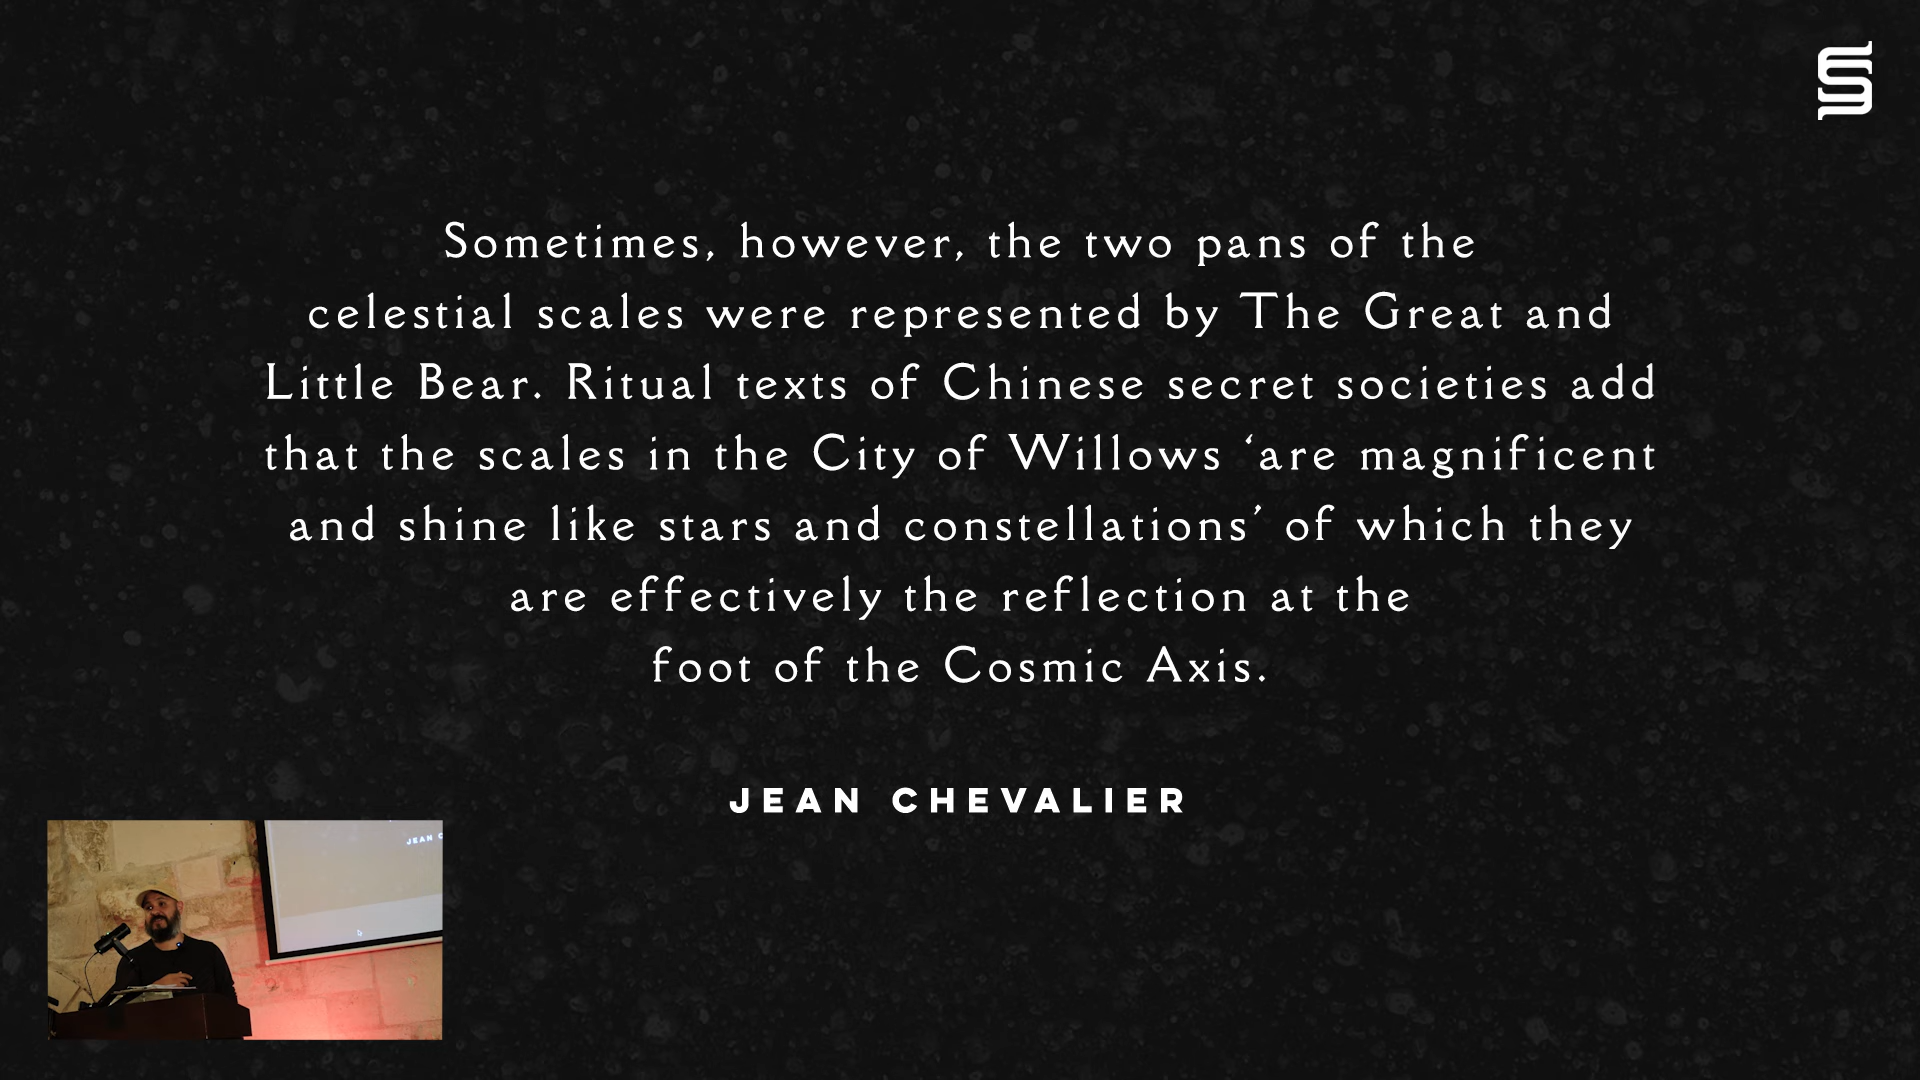 Sometimes, however, the two pans of the
celestial scales were represented by The Great and
Little Bear. Ritual texts of Chinese secret societies add
that the scales in the City of Willows ‘are magnificent
and shine like stars and constellations’ of which they
are effectively the reflection at the
foot of the Cosmic Axis.
JEAN CHEVALIER
JEAN C